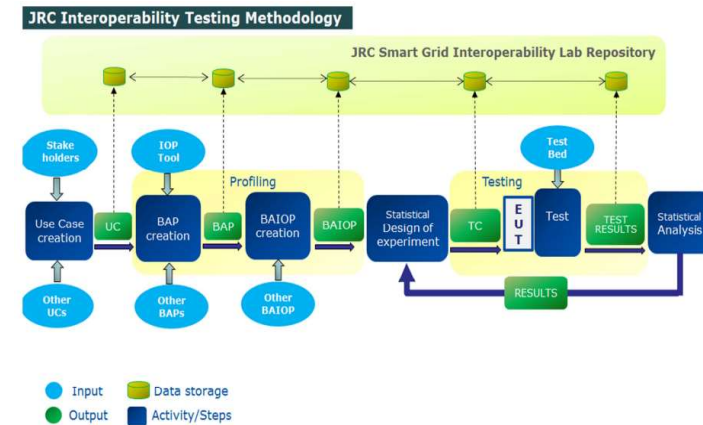 JRC Interoperability Testing Methodology
JRC Smart Grid Interoperability Lab Repository
Stake
holders
IOP
Tool
Test
Bed
Profiling
Testing
Use Case
creation
UC
BAP
creation
BAP
BAIOP
creation
BAIOP
Statistical
Design of
experiment
TC
E
U
T
Test
TEST
RESULTS
Statistical
Analysis
Other
UCs
Other
BAPs
Other
BAIOP
RESULTS
Input
Data storage
Output
Activity/Steps